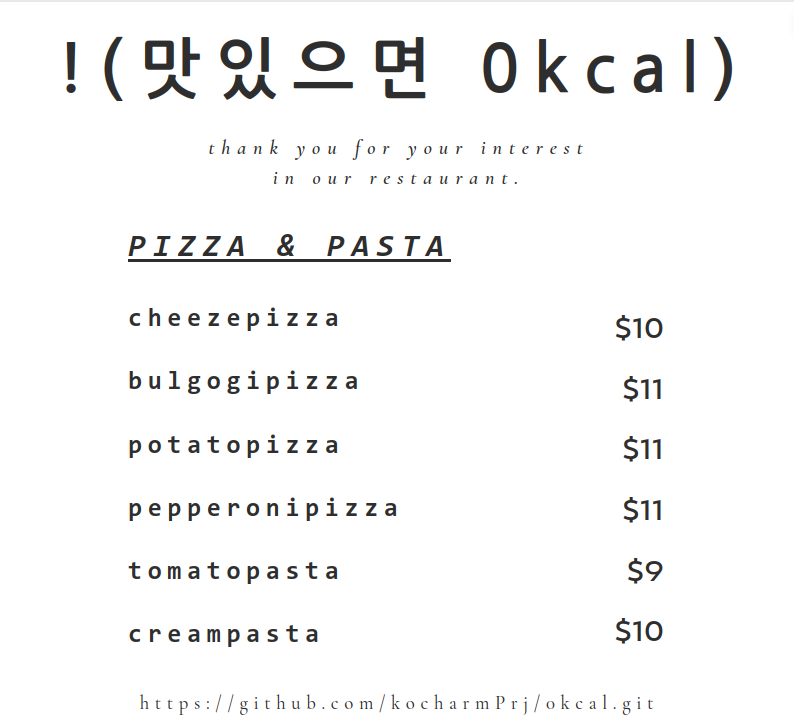 !(맛있으면 0kcal)
thank you for your interest
in our restaurant.
PIZZA & PASTA
cheezepizza $10
bulgogipizza $11
potatopizza $11
pepperonipizza $11
tomatopasta $9
creampasta $10
https://github.com/kocharmPrj/okcal.git